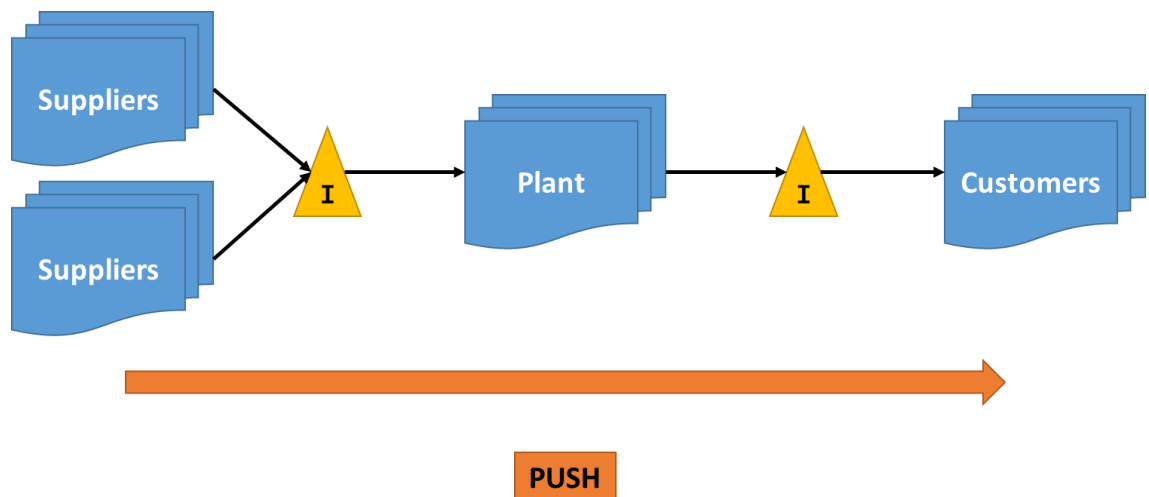 Suppliers
Suppliers
I
Plant
I
Customers
PUSH